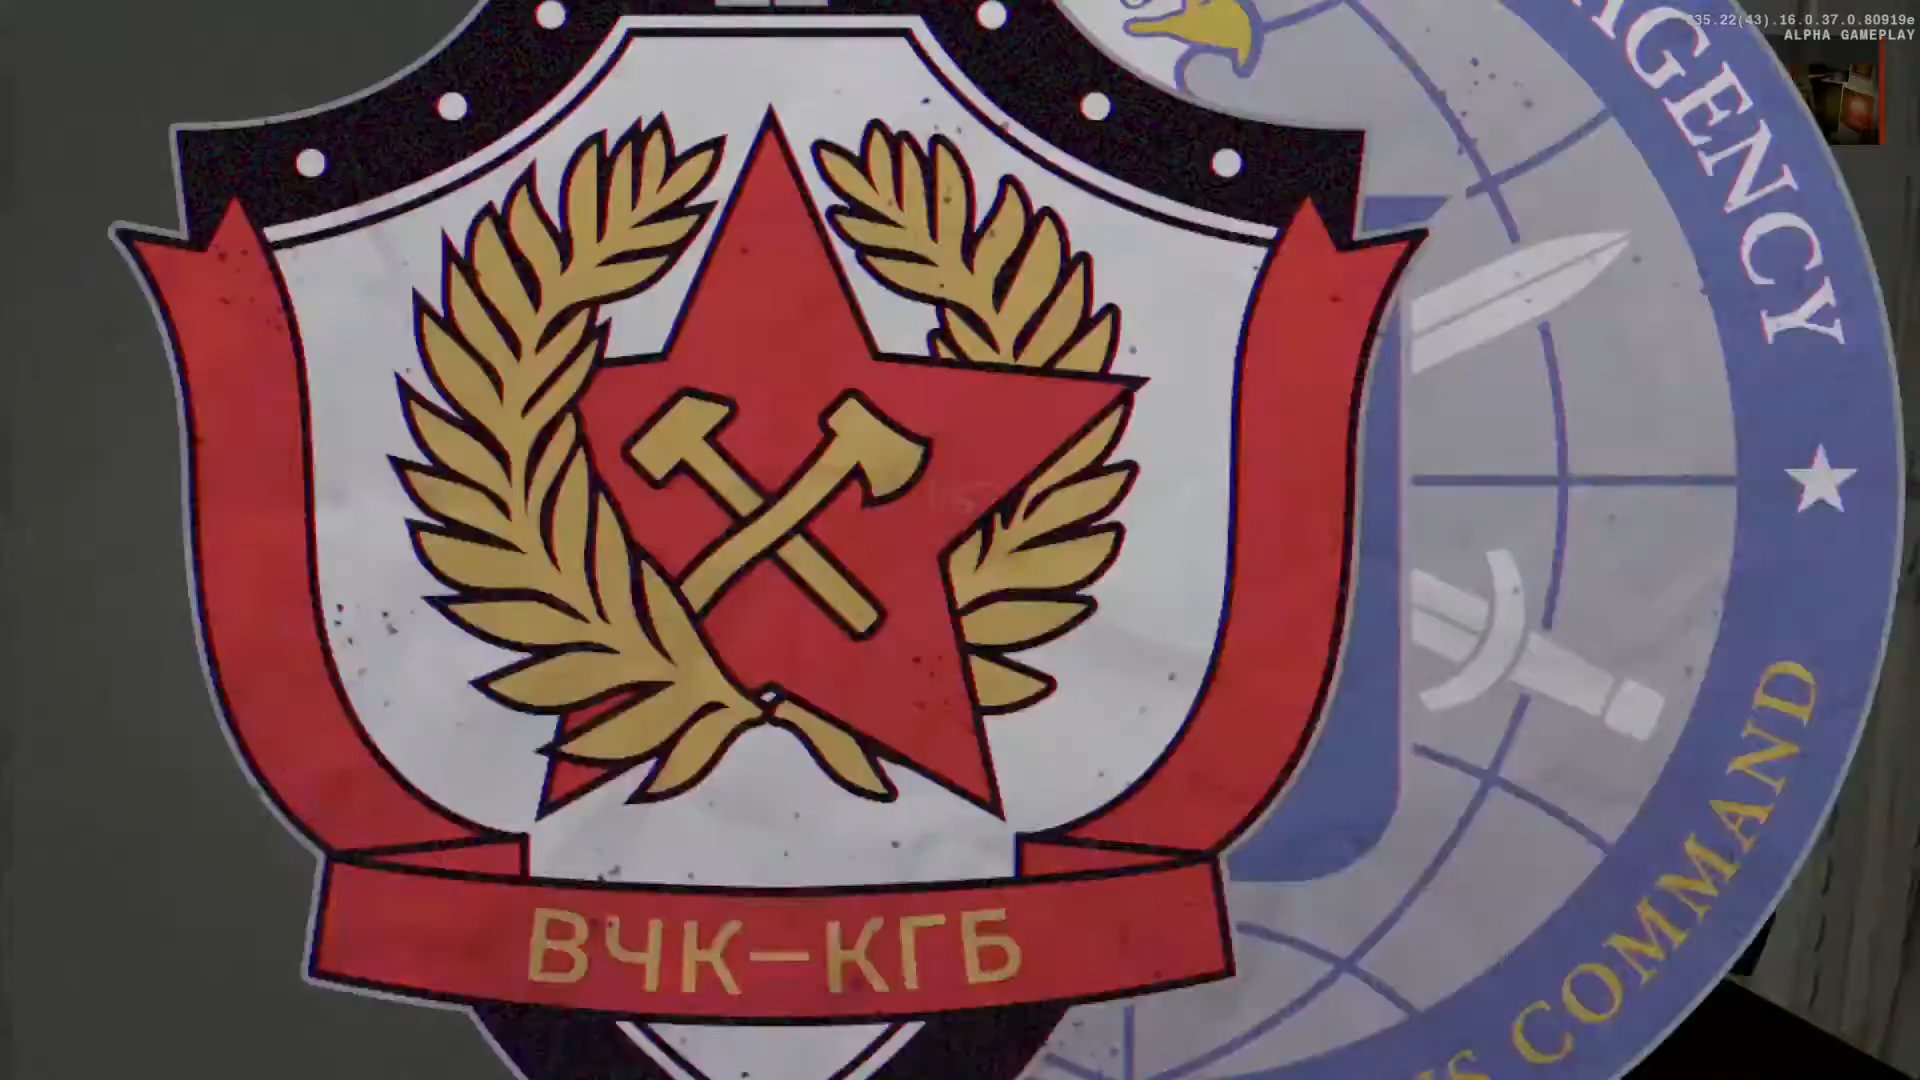 35.22(43).16.0.37.0.80919e
ALPHA GAMEPLAY
AGENCY
COMMAND
ВЧК–КГБ